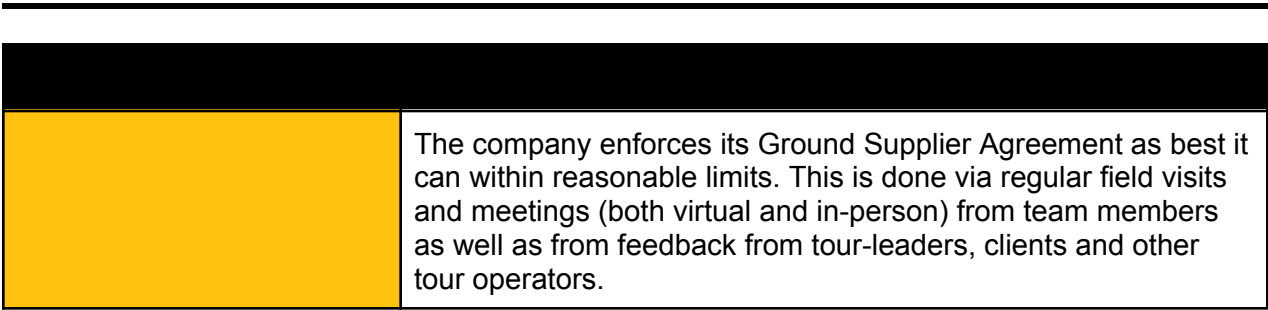 The company enforces its Ground Supplier Agreement as best it
can within reasonable limits. This is done via regular field visits
and meetings (both virtual and in-person) from team members
as well as from feedback from tour-leaders, clients and other
tour operators.